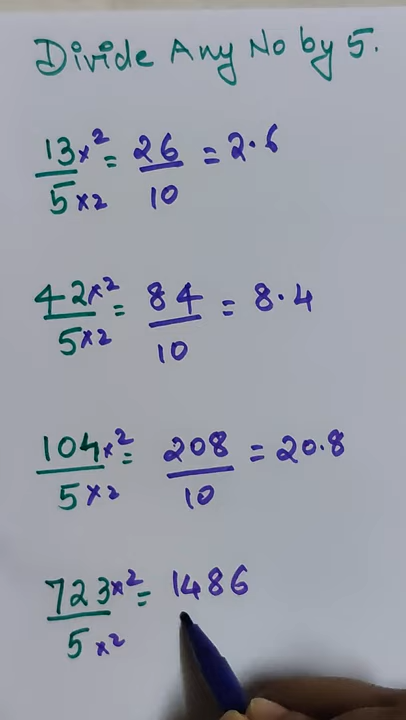 Divide Any No by 5.
13×2/5×2 = 26/10 = 2.6
42×2/5×2 = 84/10 = 8.4
104×2/5×2 = 208/10 = 20.8
723×2/5×2 = 1486